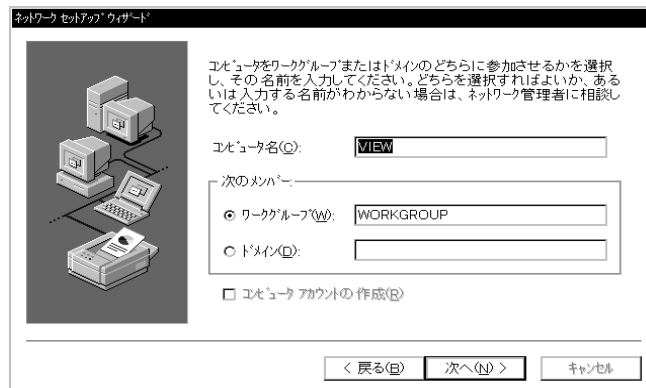 ネットワーク セットアップ ウィザード
コンピュータをワークグループまたはドメインのどちらに参加させるかを選択
し、その名前を入力してください。どちらを選択すればよいか、ある
いは入力する名前がわからない場合は、ネットワーク管理者に相談し
てください。
コンピュータ名(C):
VIEW
次のメンバー:
ワークグループ(W):
WORKGROUP
ドメイン(D):
コンピュータ アカウントの作成(R)
< 戻る(B)
次へ(N) >
キャンセル